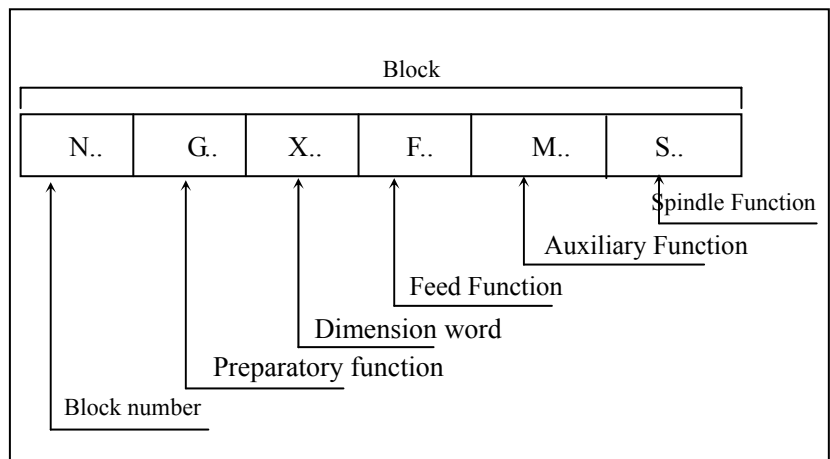 Block
N.. G.. X.. F.. M.. S..
Spindle Function
Auxiliary Function
Feed Function
Dimension word
Preparatory function
Block number